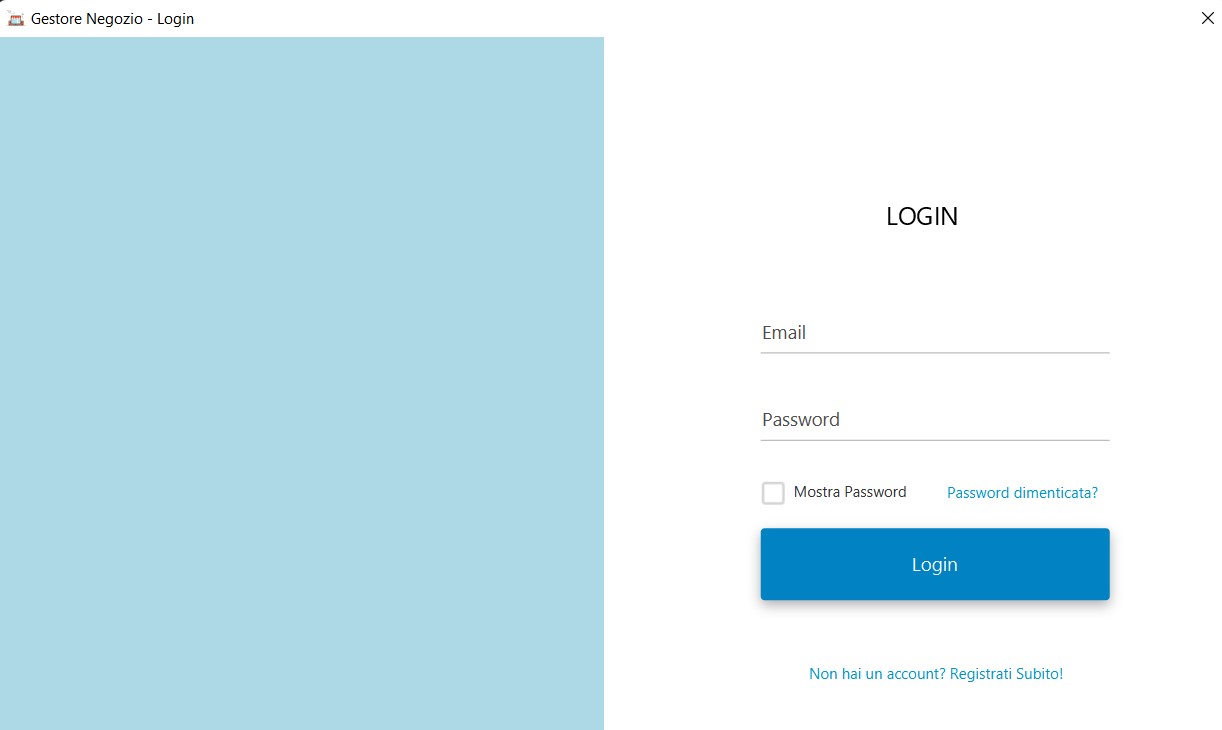 Gestore Negozio - Login
LOGIN
Email
Password
Mostra Password Password dimenticata?
Login
Non hai un account? Registrati Subito!